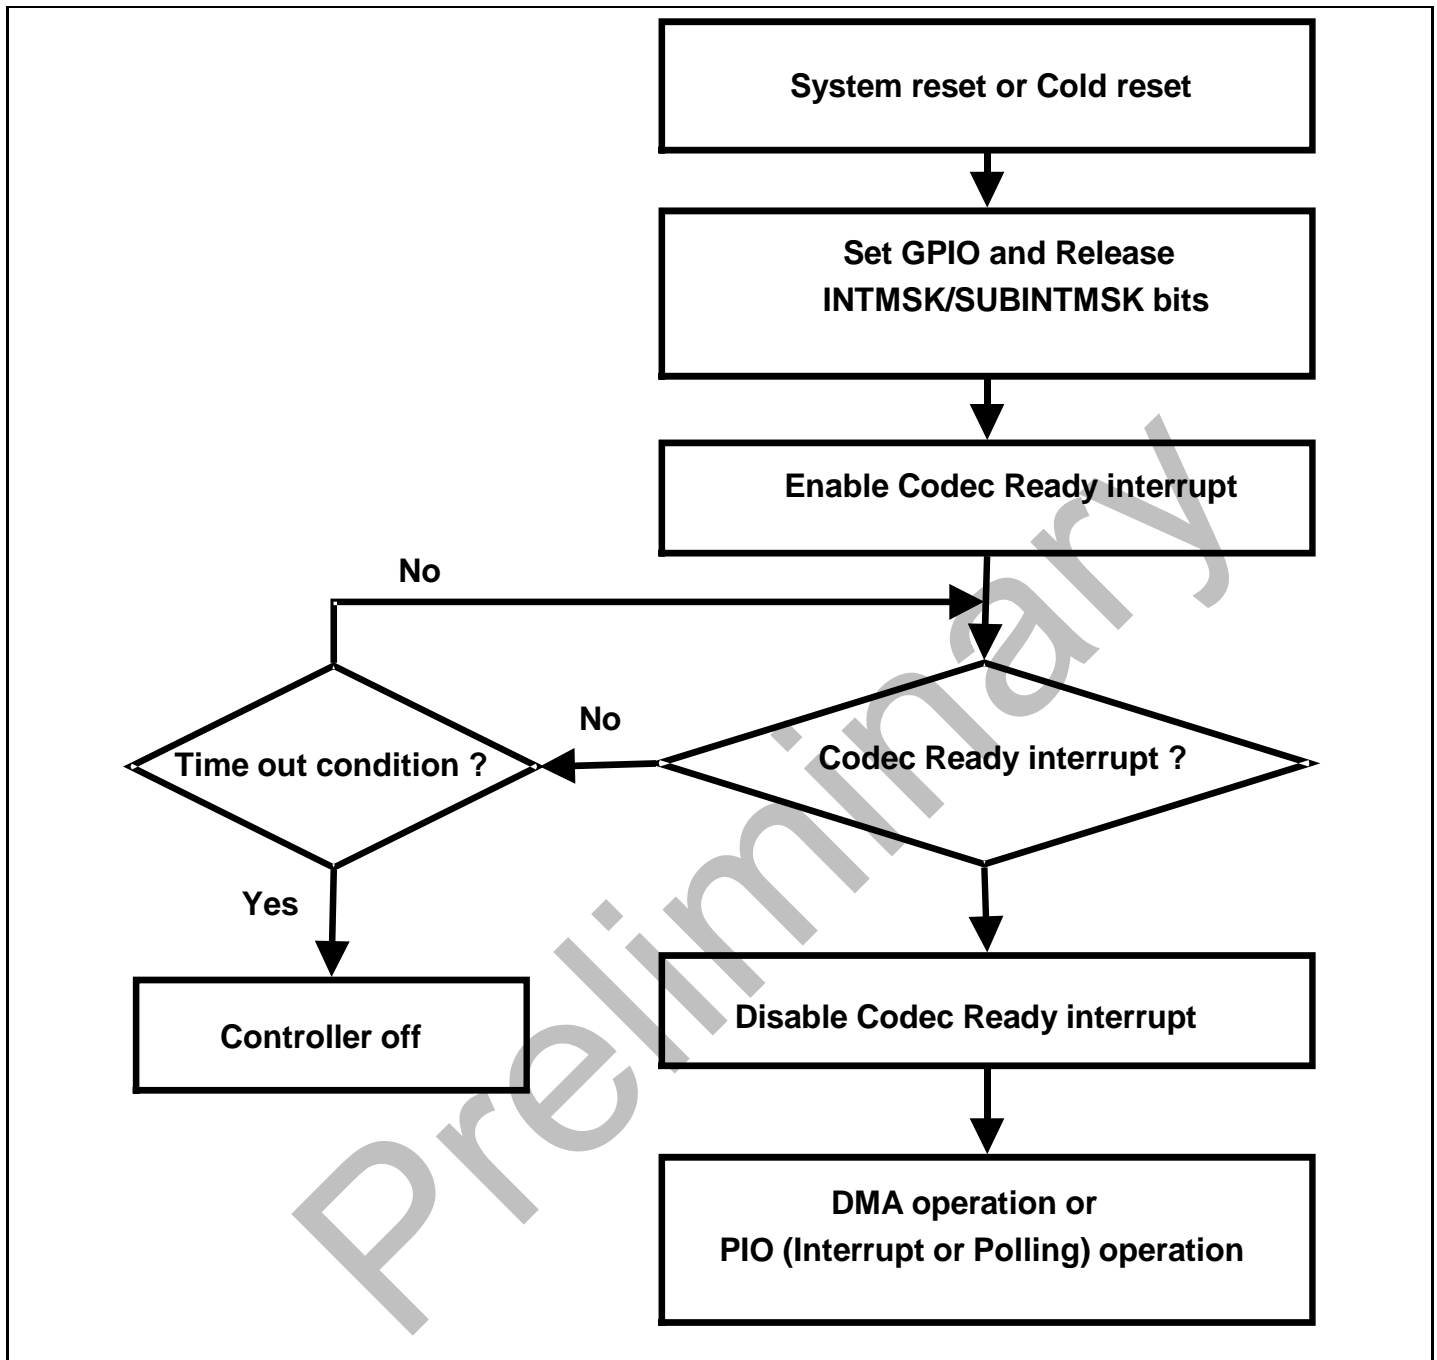 System reset or Cold reset
Set GPIO and Release
INTMSK/SUBINTMSK bits
Enable Codec Ready interrupt
No
No
Time out condition ?
Codec Ready interrupt ?
Yes
Controller off
Disable Codec Ready interrupt
DMA operation or
PIO (Interrupt or Polling) operation
Preliminary